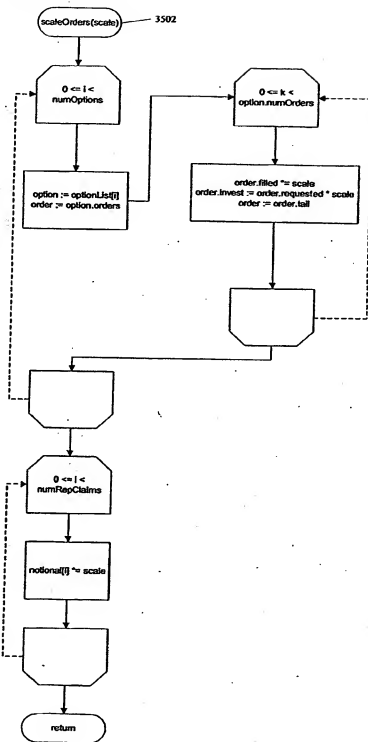 scaleOrders(scale)
3502
0 <= i <
numOptions
0 <= k <
option.numOrders
option := optionList[i]
order := option.orders
order.filled *= scale
order.invest := order.requested * scale
order := order.tail
0 <= i <
numRepClaims
notional[i] *= scale
return